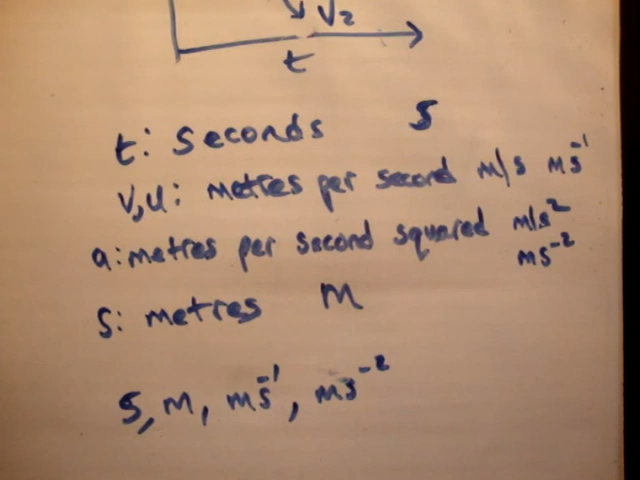 V₂
t
t: seconds s
v,u: metres per second m/s ms⁻¹
a: metres per second squared m/s²
ms⁻²
s: metres m
s, m, ms⁻¹, ms⁻²